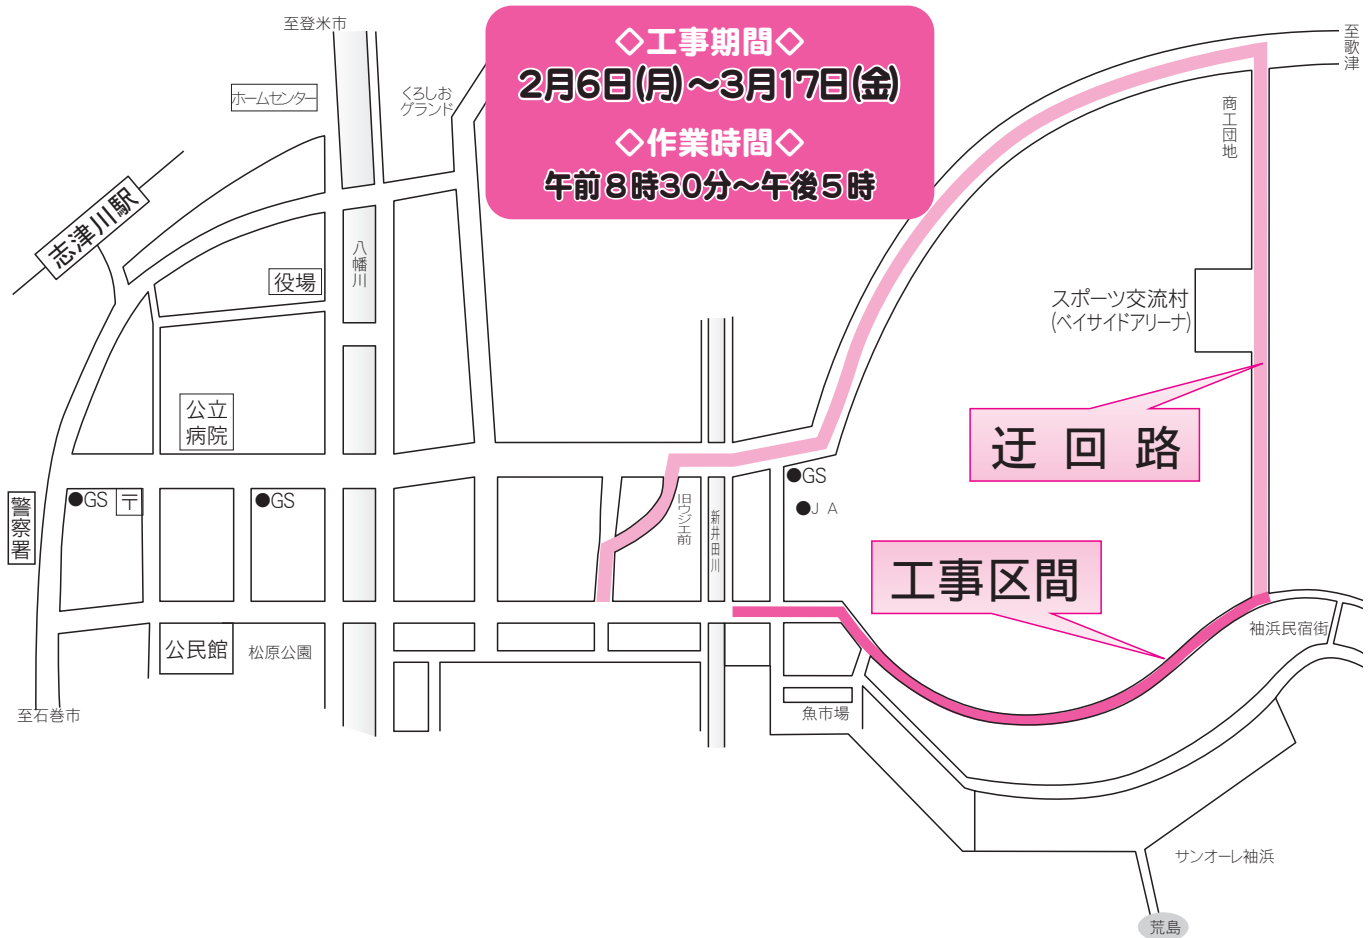 至登米市
◇工事期間◇
2月6日(月)～3月17日(金)
◇作業時間◇
午前8時30分～午後5時
至歌津
ホームセンター
くろしお
グランド
商工団地
志津川駅
八幡川
役場
スポーツ交流村
(ベイサイドアリーナ)
公立
病院
迂回路
警察署
●GS
〒
●GS
旧ウジエ前
新井田川
●GS
●JA
工事区間
公民館
松原公園
袖浜民宿街
至石巻市
魚市場
サンオーレ袖浜
荒島